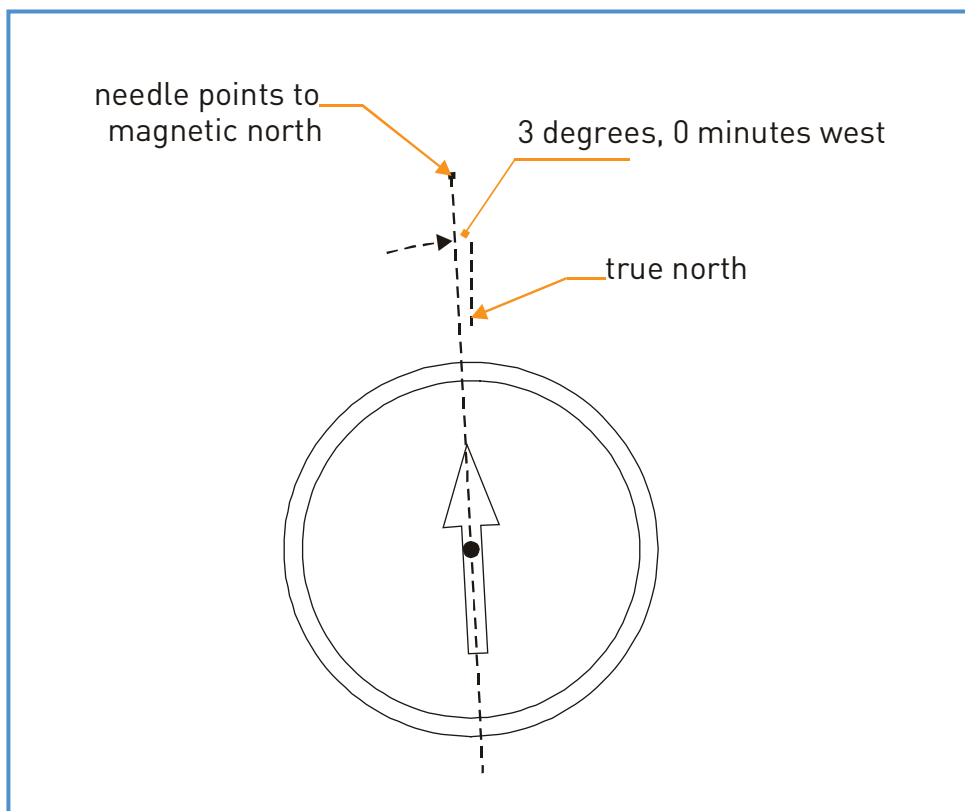 needle points to
magnetic north
3 degrees, 0 minutes west
true north